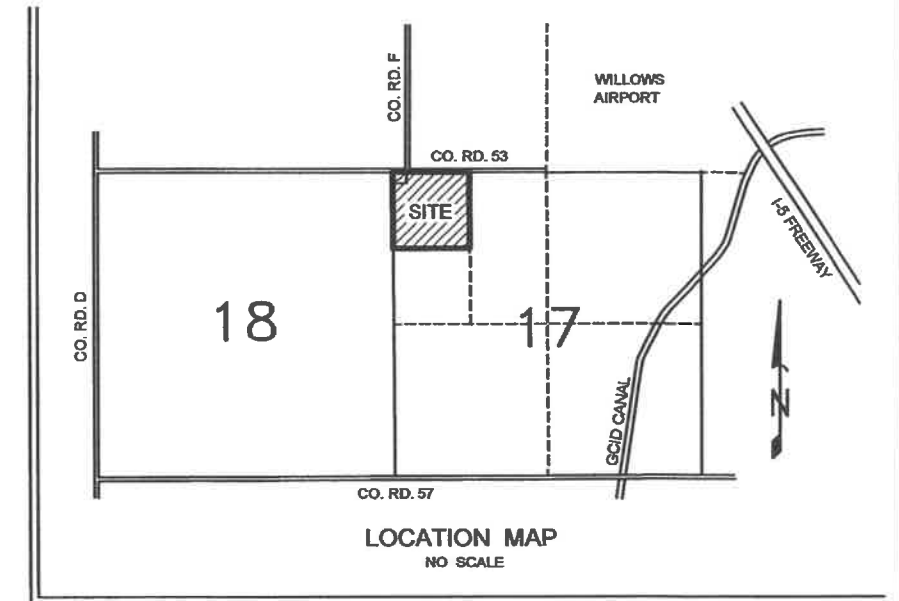 CO. RD. F
WILLOWS
AIRPORT
CO. RD. 53
SITE
I-5 FREEWAY
CO. RD. D
18
17
N
GCID CANAL
CO. RD. 57
LOCATION MAP
NO SCALE